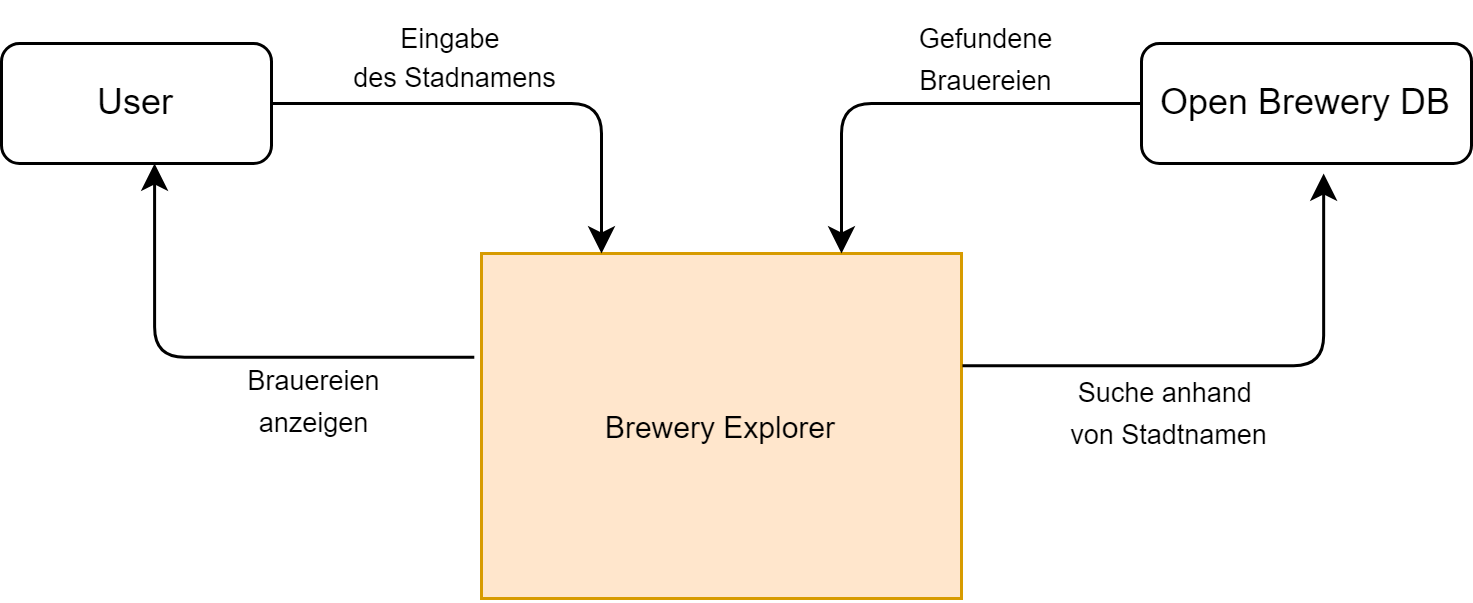 Eingabe
des Stadnamens
Gefundene
Brauereien
User
Open Brewery DB
Brauereien
anzeigen
Brewery Explorer
Suche anhand
von Stadtnamen